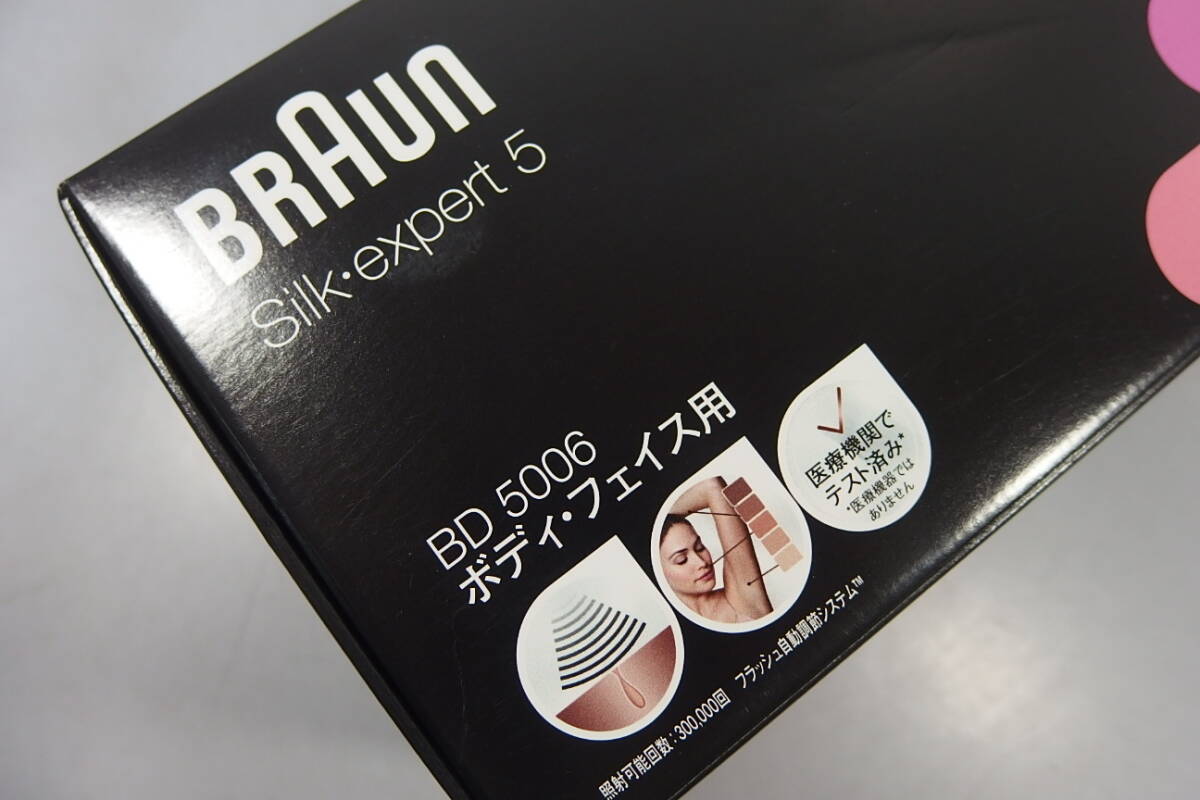 BRAUN
Silk・expert 5
BD 5006
ボディ・フェイス用
医療機関で
テスト済み*
*医療機器では
ありません
照射可能回数:300,000回 フラッシュ自動調節システム™